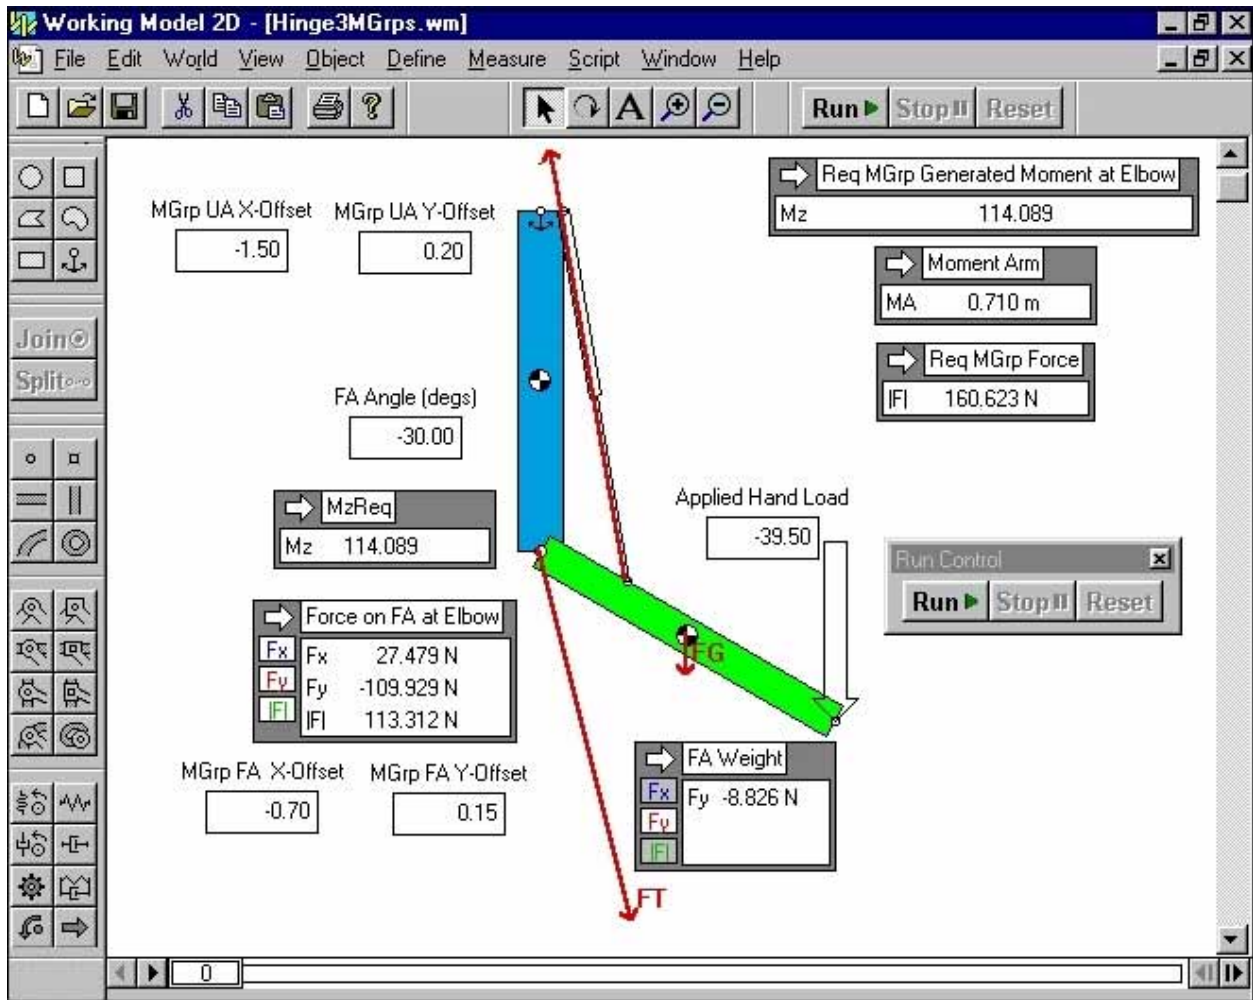 Working Model 2D - [Hinge3MGrps.wm]
File Edit World View Object Define Measure Script Window Help
A Run Stop Reset
Join
Split
MGrp UA X-Offset
-1.50
MGrp UA Y-Offset
0.20
Req MGrp Generated Moment at Elbow
Mz 114.089
Moment Arm
MA 0.710 m
Req MGrp Force
|F| 160.623 N
FA Angle (degs)
-30.00
MzReq
Mz 114.089
Applied Hand Load
-39.50
Run Control
Run Stop Reset
Force on FA at Elbow
Fx Fx 27.479 N
Fy Fy -109.929 N
|F| |F| 113.312 N
FG
MGrp FA X-Offset
-0.70
MGrp FA Y-Offset
0.15
FA Weight
Fx Fy -8.826 N
Fy
|F|
FT
0